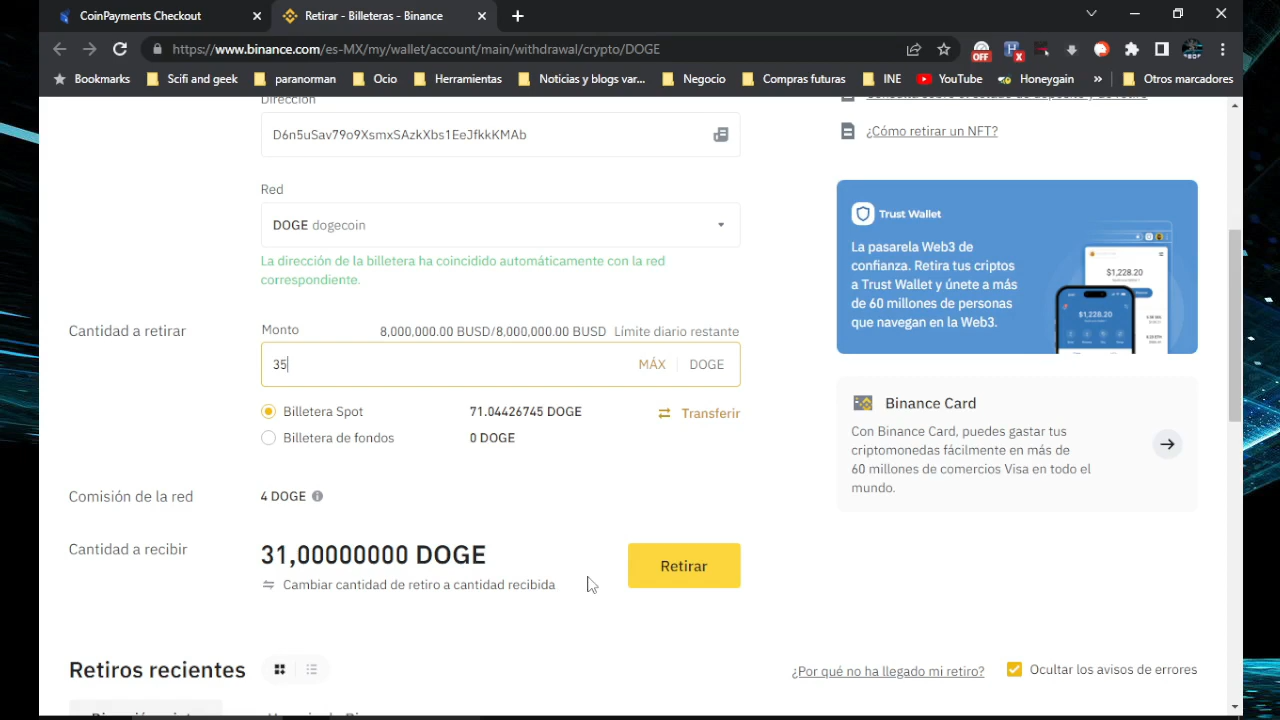 CoinPayments Checkout
Retirar - Billeteras - Binance
https://www.binance.com/es-MX/my/wallet/account/main/withdrawal/crypto/DOGE
OFF
Bookmarks
Scifi and geek
paranormal
Ocio
Herramientas
Noticias y blogs var...
Negocio
Compras futuras
INE
YouTube
Honeygain
»
Otros marcadores
Dirección
D6n5uSav79o9XsmxSAzkXbs1EeJfkkKMAb
Red
DOGE dogecoin
La dirección de la billetera ha coincidido automáticamente con la red
correspondiente.
Cantidad a retirar
Monto
8,000,000.00 BUSD/8,000,000.00 BUSD Límite diario restante
35
MÁX
DOGE
Billetera Spot
71.04426745 DOGE
Transferir
Billetera de fondos
0 DOGE
Comisión de la red
4 DOGE
Cantidad a recibir
31,00000000 DOGE
Cambiar cantidad de retiro a cantidad recibida
Retirar
Retiros recientes
¿Por qué no ha llegado mi retiro?
Ocultar los avisos de errores
¿Cómo retirar un NFT?
Trust Wallet
La pasarela Web3 de
confianza. Retira tus criptos
a Trust Wallet y únete a más
de 60 millones de personas
que navegan en la Web3.
$1,228.20
$1,228.20
Binance Card
Con Binance Card, puedes gastar tus
criptomonedas fácilmente en más de
60 millones de comercios Visa en todo el
mundo.